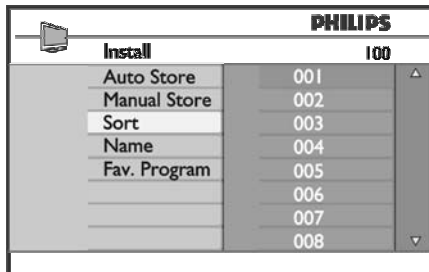 PHILIPS
Install 100
Auto Store 001
Manual Store 002
Sort 003
Name 004
Fav. Program 005
006
007
008